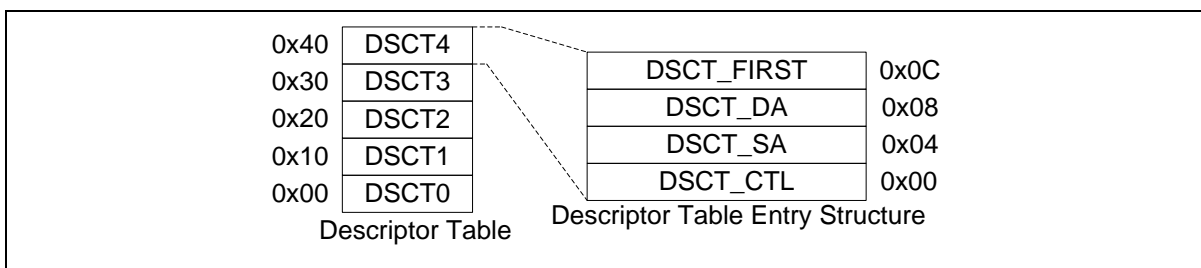 0x40 DSCT4
0x30 DSCT3
0x20 DSCT2
0x10 DSCT1
0x00 DSCT0
Descriptor Table
DSCT_FIRST 0x0C
DSCT_DA 0x08
DSCT_SA 0x04
DSCT_CTL 0x00
Descriptor Table Entry Structure